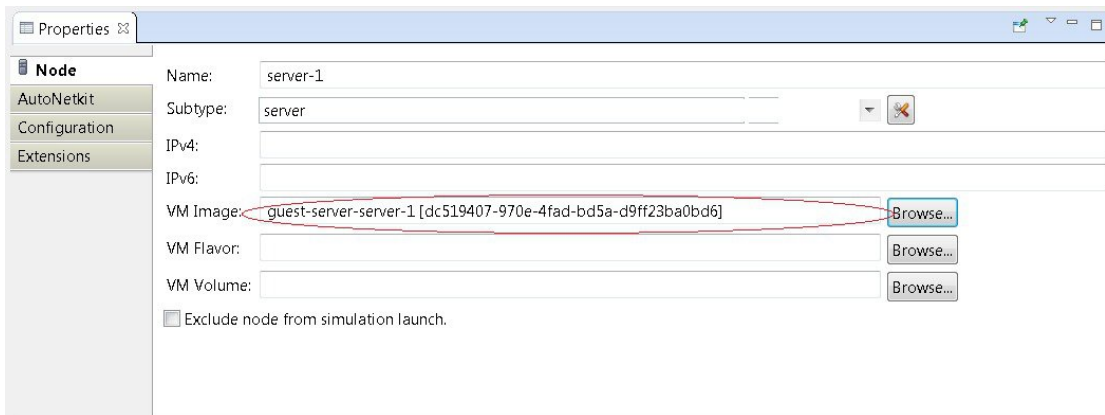 Properties
Node
AutoNetkit
Configuration
Extensions
Name: server-1
Subtype: server
IPv4:
IPv6:
VM Image: guest-server-server-1 [dc519407-970e-4fad-bd5a-d9ff23ba0bd6] Browse...
VM Flavor: Browse...
VM Volume: Browse...
Exclude node from simulation launch.